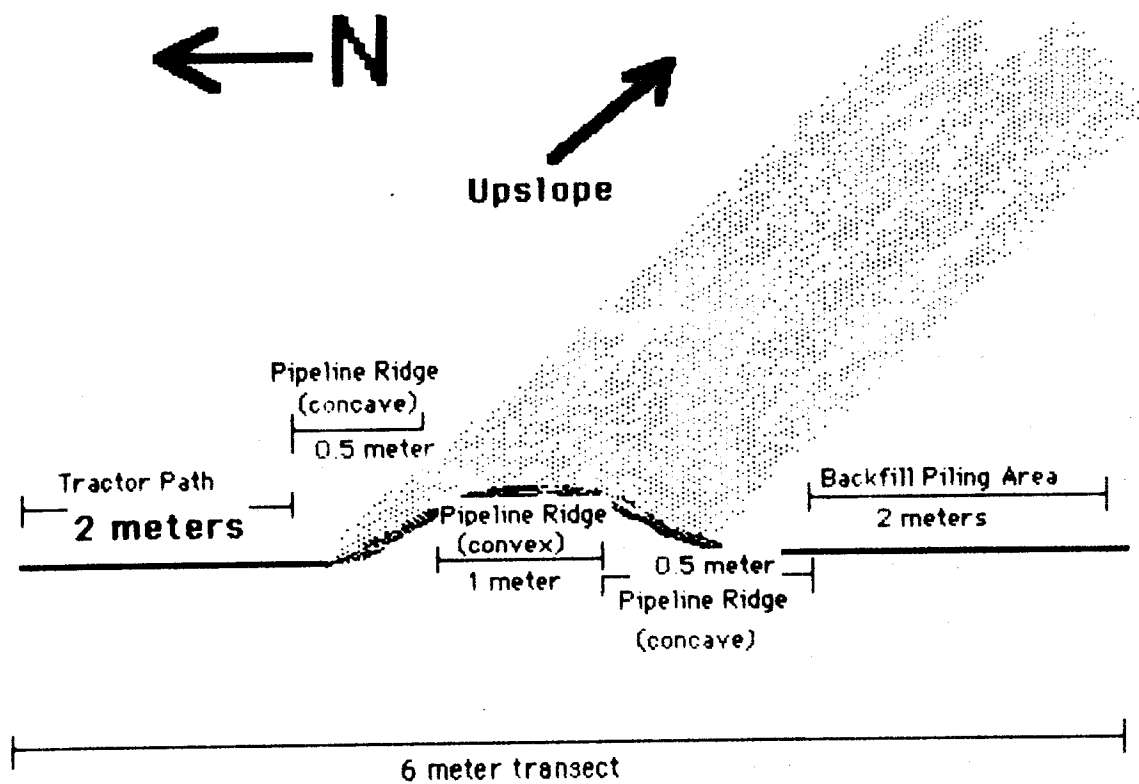 N
Upslope
Pipeline Ridge
(concave)
0.5 meter
Tractor Path
2 meters
Pipeline Ridge
(convex)
1 meter
Backfill Piling Area
2 meters
0.5 meter
Pipeline Ridge
(concave)
6 meter transect